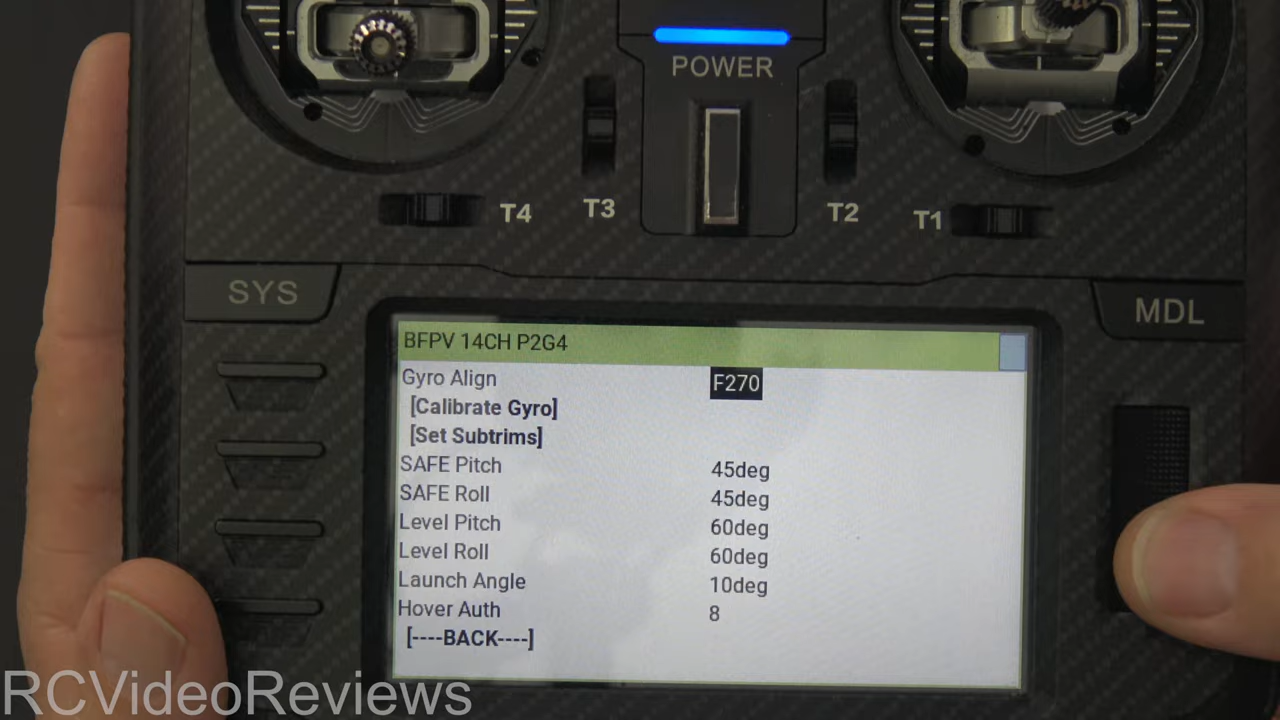 POWER
T4
T3
T2
T1
SYS
MDL
BFPV 14CH P2G4
Gyro Align F270
[Calibrate Gyro]
[Set Subtrims]
SAFE Pitch 45deg
SAFE Roll 45deg
Level Pitch 60deg
Level Roll 60deg
Launch Angle 10deg
Hover Auth 8
[----BACK----]
RCVideoReviews